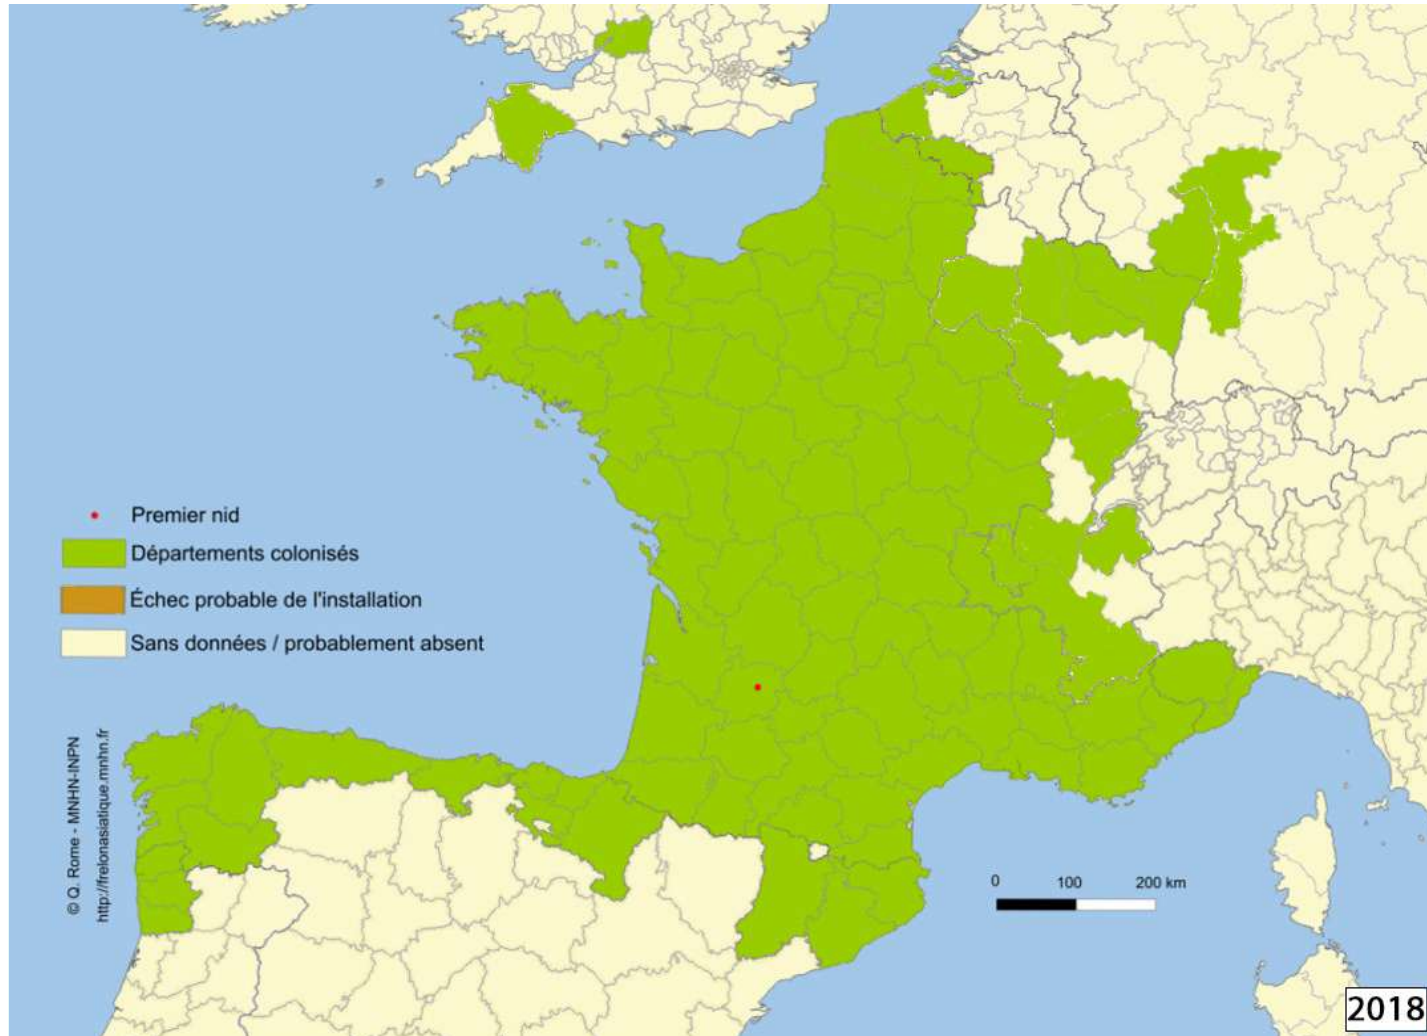 Premier nid
Départements colonisés
Échec probable de l'installation
Sans données / probablement absent
© Q. Rome - MNHN-INPN
http://frelonasiatique.mnhn.fr
0 100 200 km
2018